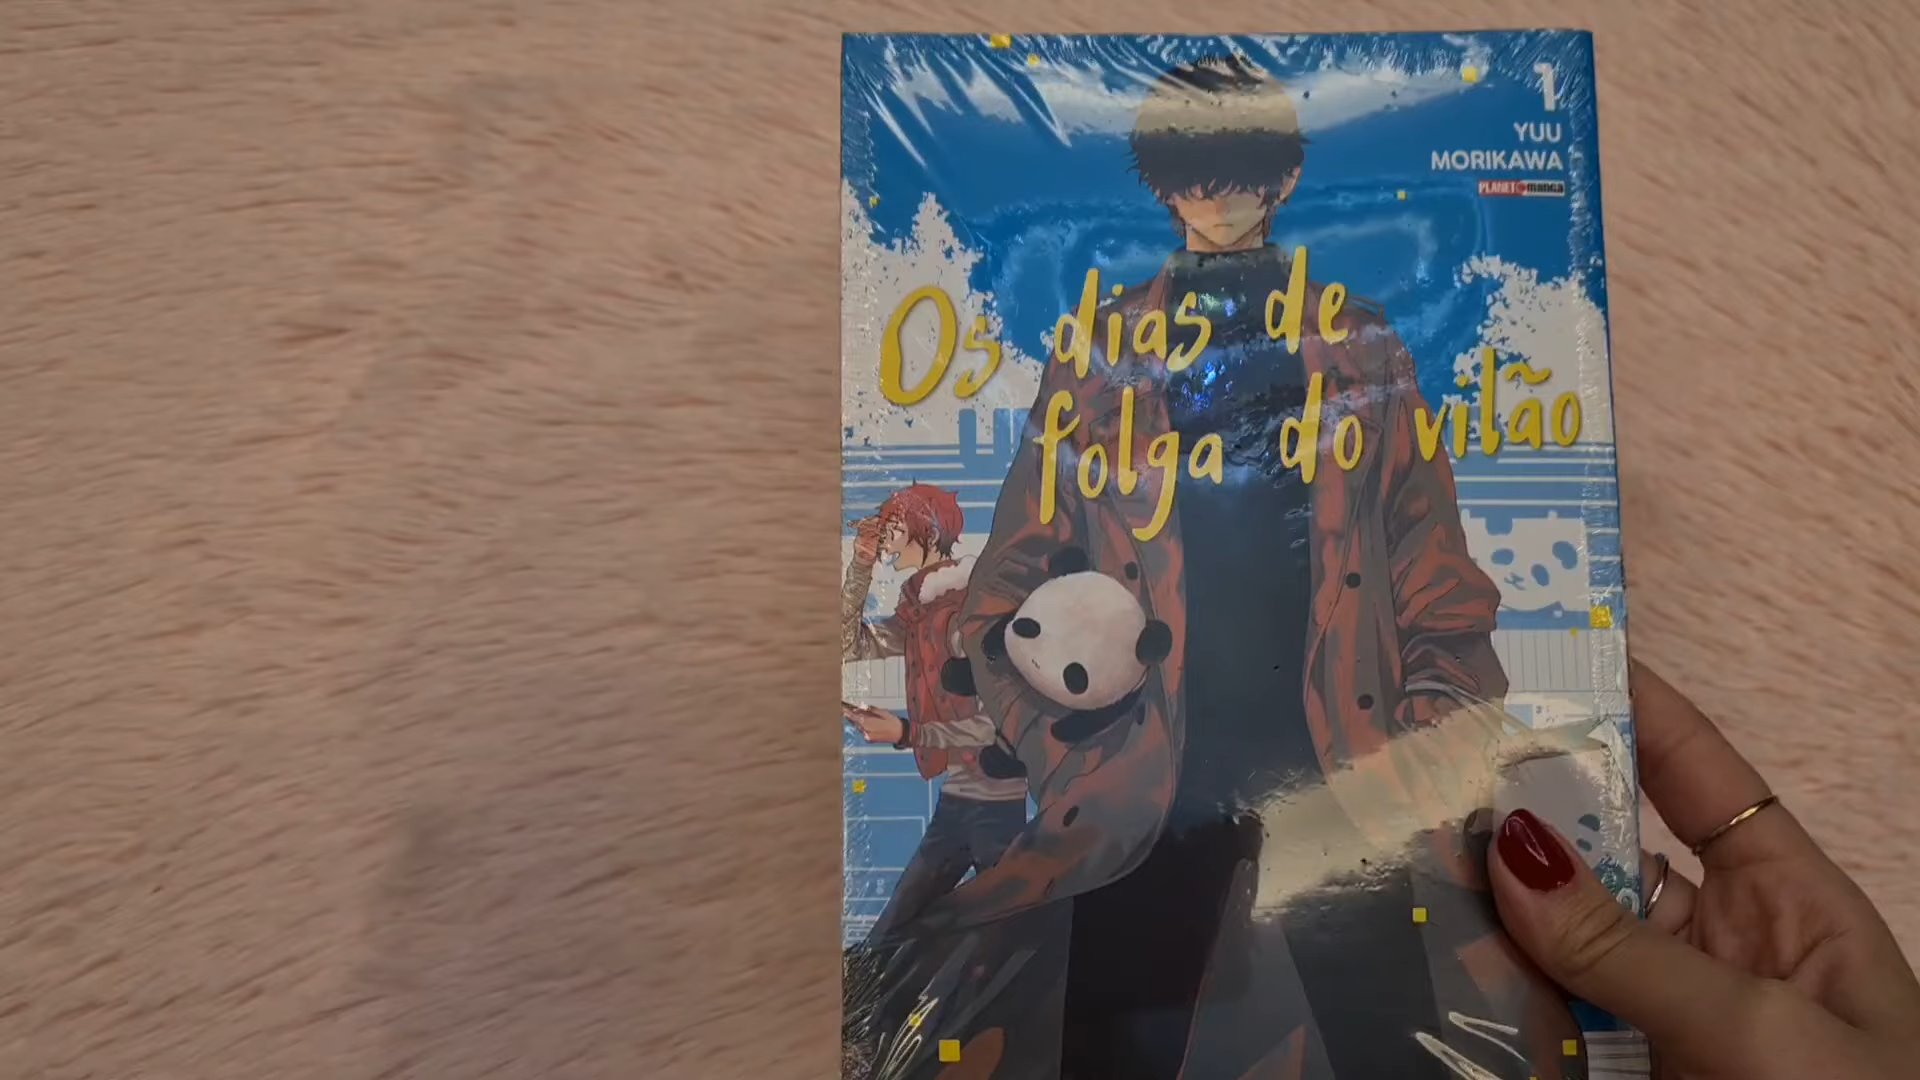 1
YUU
MORIKAWA
PLANET manga
Os dias de
folga do vilão